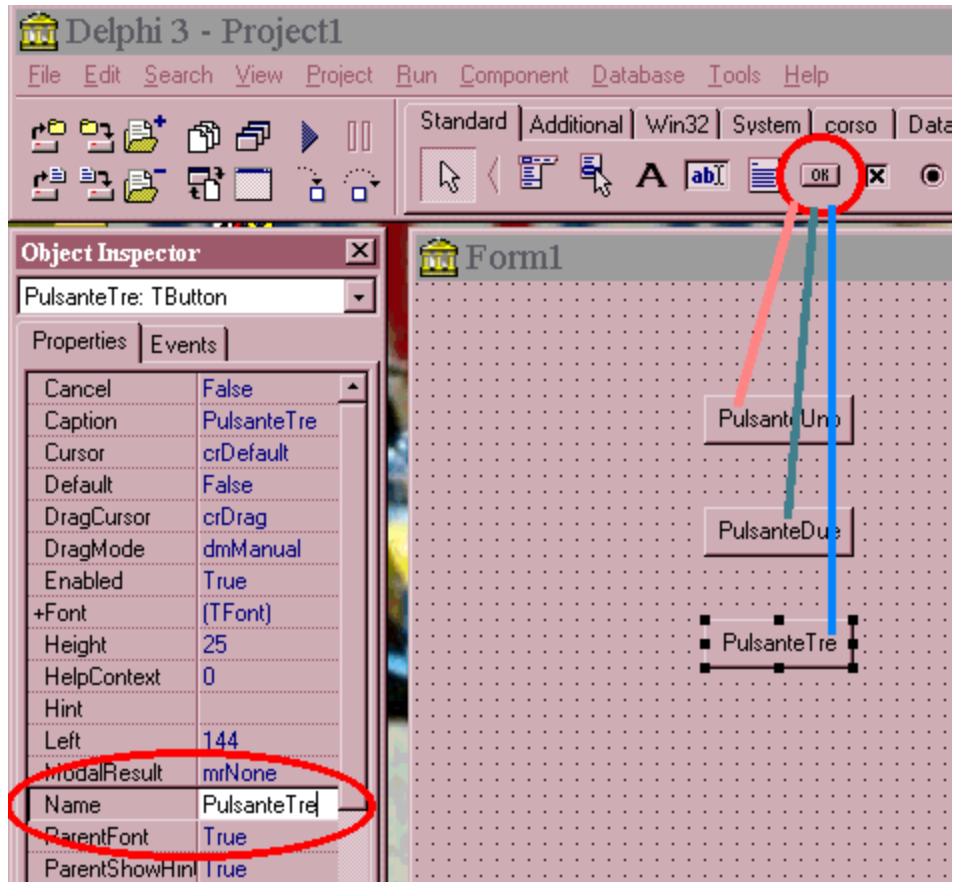 Delphi 3 - Project1
File Edit Search View Project Run Component Database Tools Help
Standard Additional Win32 System corso Data
A abI OK
Object Inspector
Form1
PulsanteTre: TButton
Properties Events
Cancel False
Caption PulsanteTre
Cursor crDefault
Default False
DragCursor crDrag
DragMode dmManual
Enabled True
+Font (TFont)
Height 25
HelpContext 0
Hint
Left 144
ModalResult mrNone
Name PulsanteTre
ParentFont True
ParentShowHin True
PulsanteUno
PulsanteDue
PulsanteTre